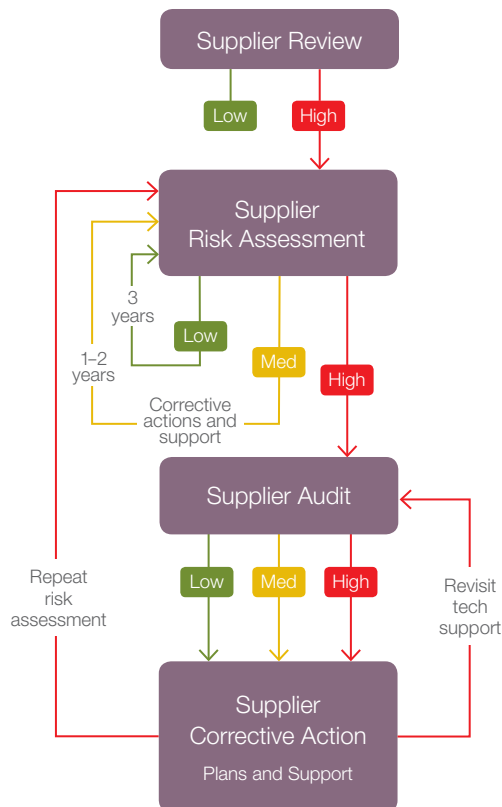 Supplier Review
Low
High
Supplier
Risk Assessment
3
years
Low
1–2
years
Med
High
Corrective
actions and
support
Supplier Audit
Low
Med
High
Repeat
risk
assessment
Revisit
tech
support
Supplier
Corrective Action
Plans and Support